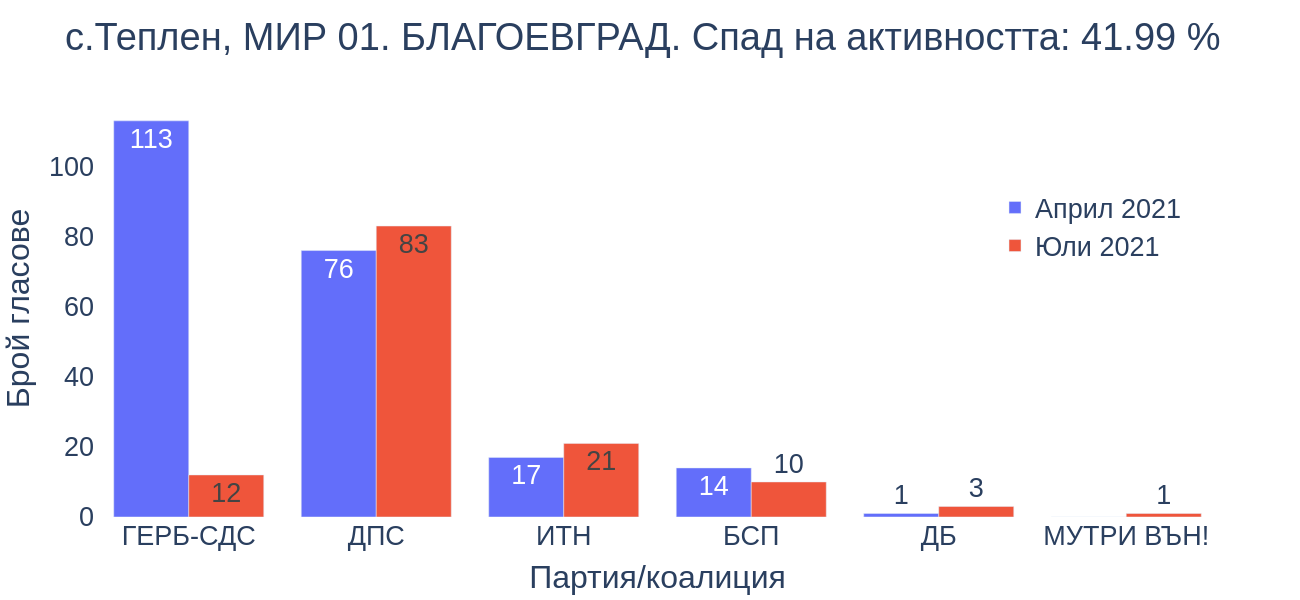 с.Теплен, МИР 01. БЛАГОЕВГРАД. Спад на активността: 41.99 %
Брой гласове
100
80
60
40
20
0
113
12
76
83
17
21
14
10
1
3
1
Април 2021
Юли 2021
ГЕРБ-СДС
ДПС
ИТН
БСП
ДБ
МУТРИ ВЪН!
Партия/коалиция